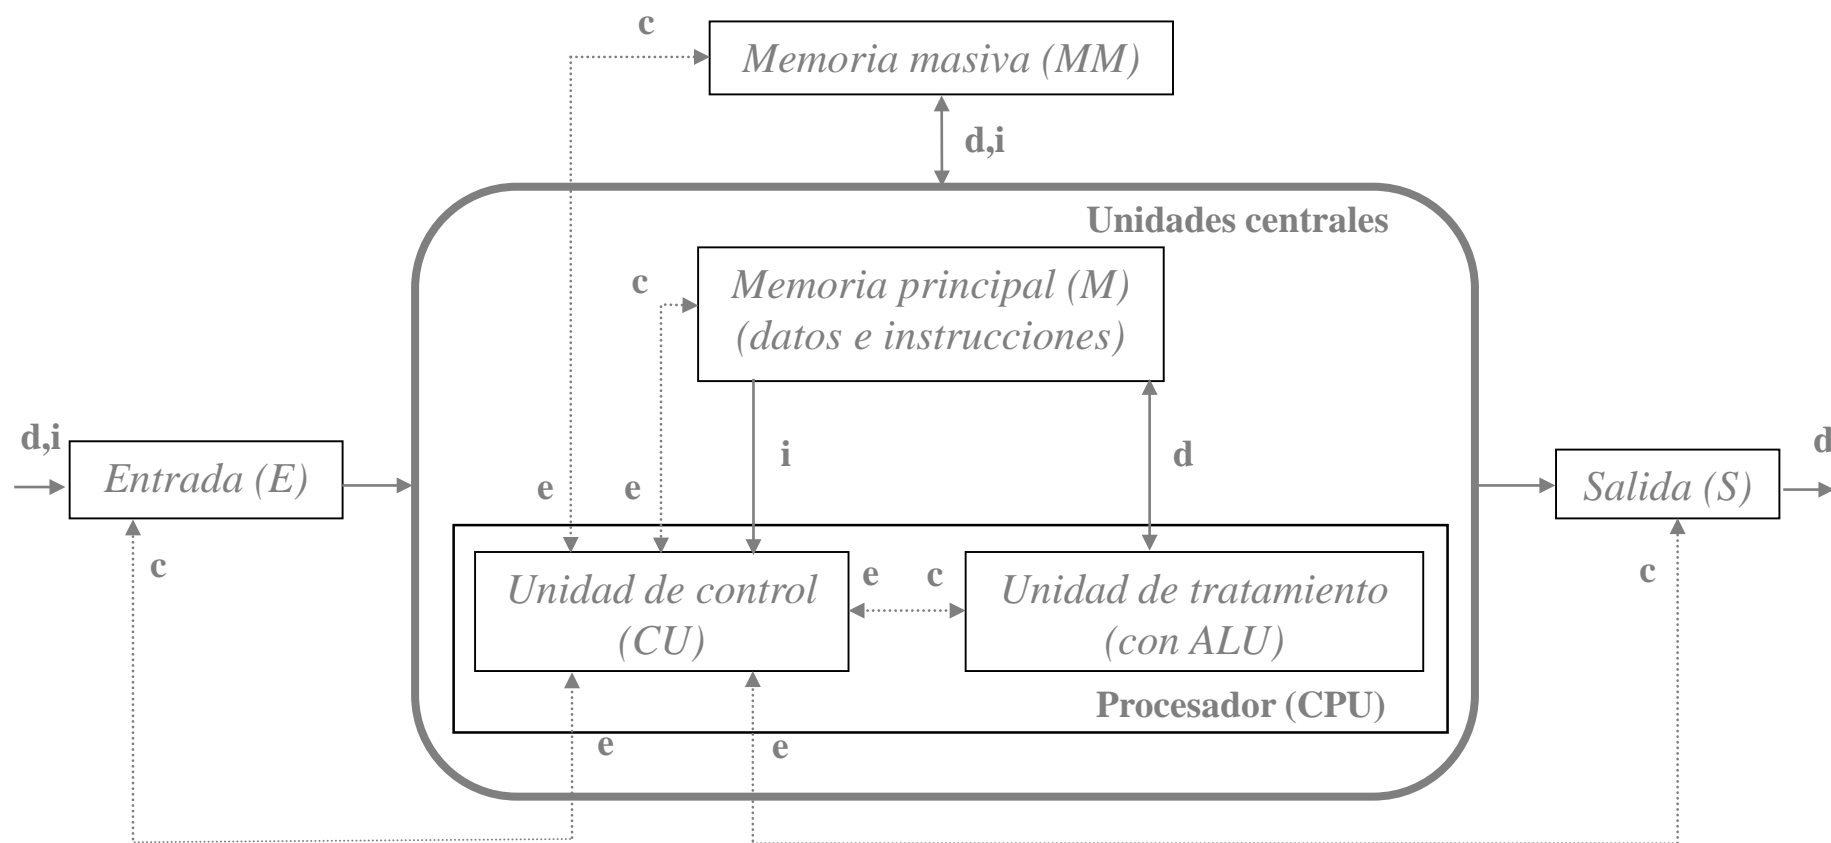 c
Memoria masiva (MM)
d,i
Unidades centrales
c
Memoria principal (M)
(datos e instrucciones)
d,i
Entrada (E)
i
d
d
Salida (S)
e
e
c
Unidad de control
(CU)
e
c
Unidad de tratamiento
(con ALU)
c
Procesador (CPU)
e
e